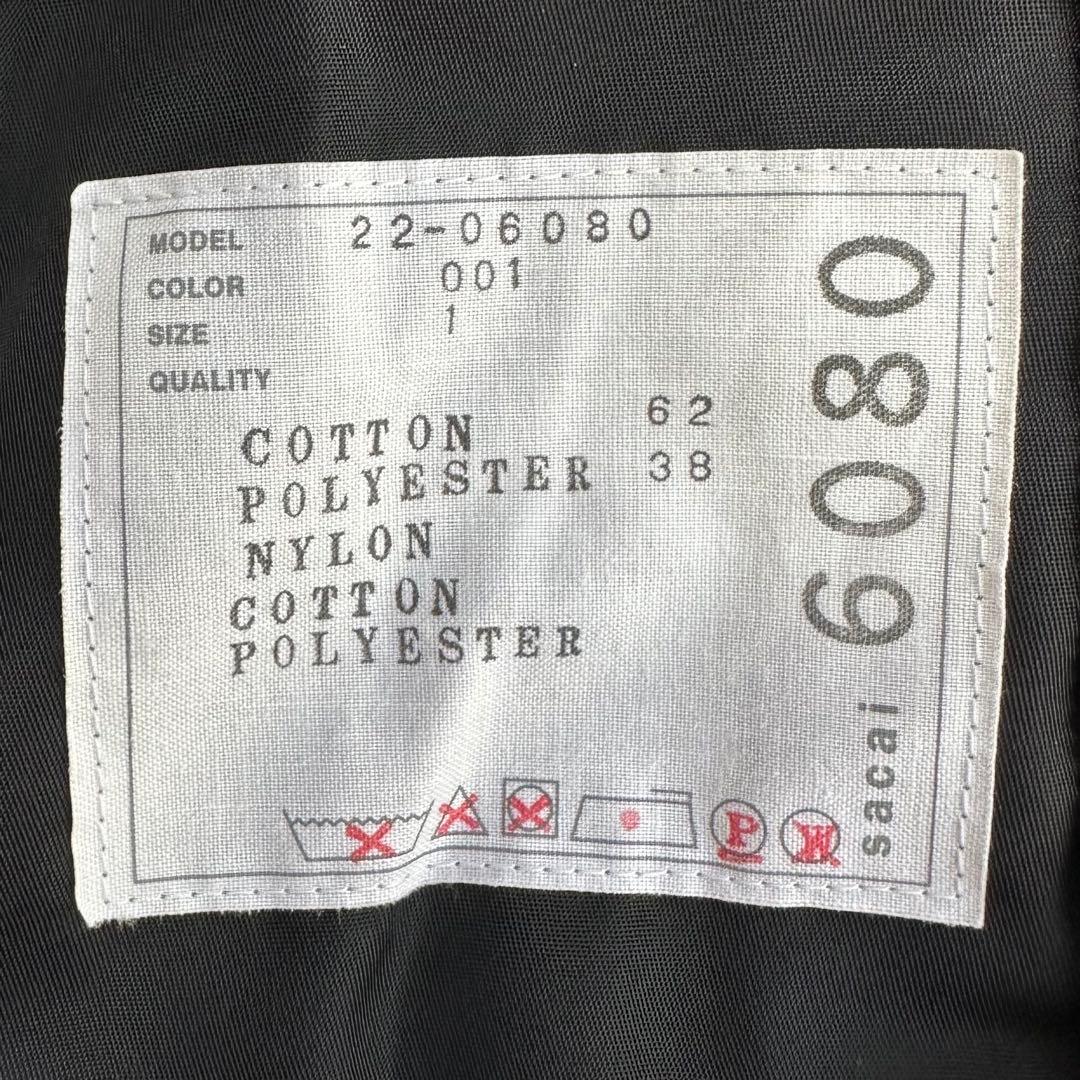 MODEL 22-06080
COLOR 001
SIZE 1
QUALITY
COTTON 62
POLYESTER 38
NYLON
COTTON
POLYESTER
P
W
sacai 6080